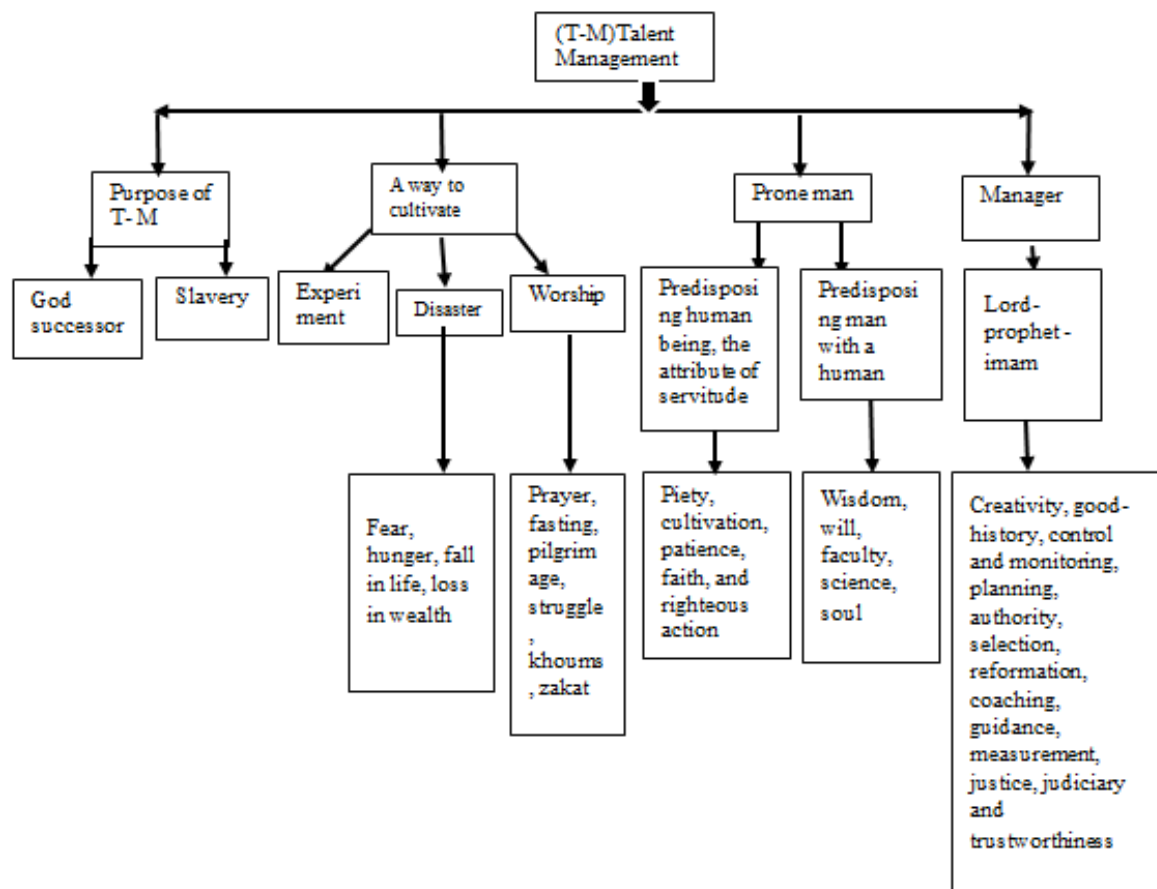 (T-M)Talent
Management
Purpose of
T- M
A way to
cultivate
Prone man
Manager
God
successor
Slavery
Experi
ment
Disaster
Worship
Predisposi
ng human
being, the
attribute of
servitude
Predisposi
ng man
with a
human
Lord-
prophet -
imam
Fear,
hunger, fall
in life, loss
in wealth
Prayer,
fasting,
pilgrim
age,
struggle
,
khoums
, zakat
Piety,
cultivation,
patience,
faith, and
righteous
action
Wisdom,
will,
faculty,
science,
soul
Creativity, good-
history, control
and monitoring,
planning,
authority,
selection,
reformation,
coaching,
guidance,
measurement,
justice, judiciary
and
trustworthiness